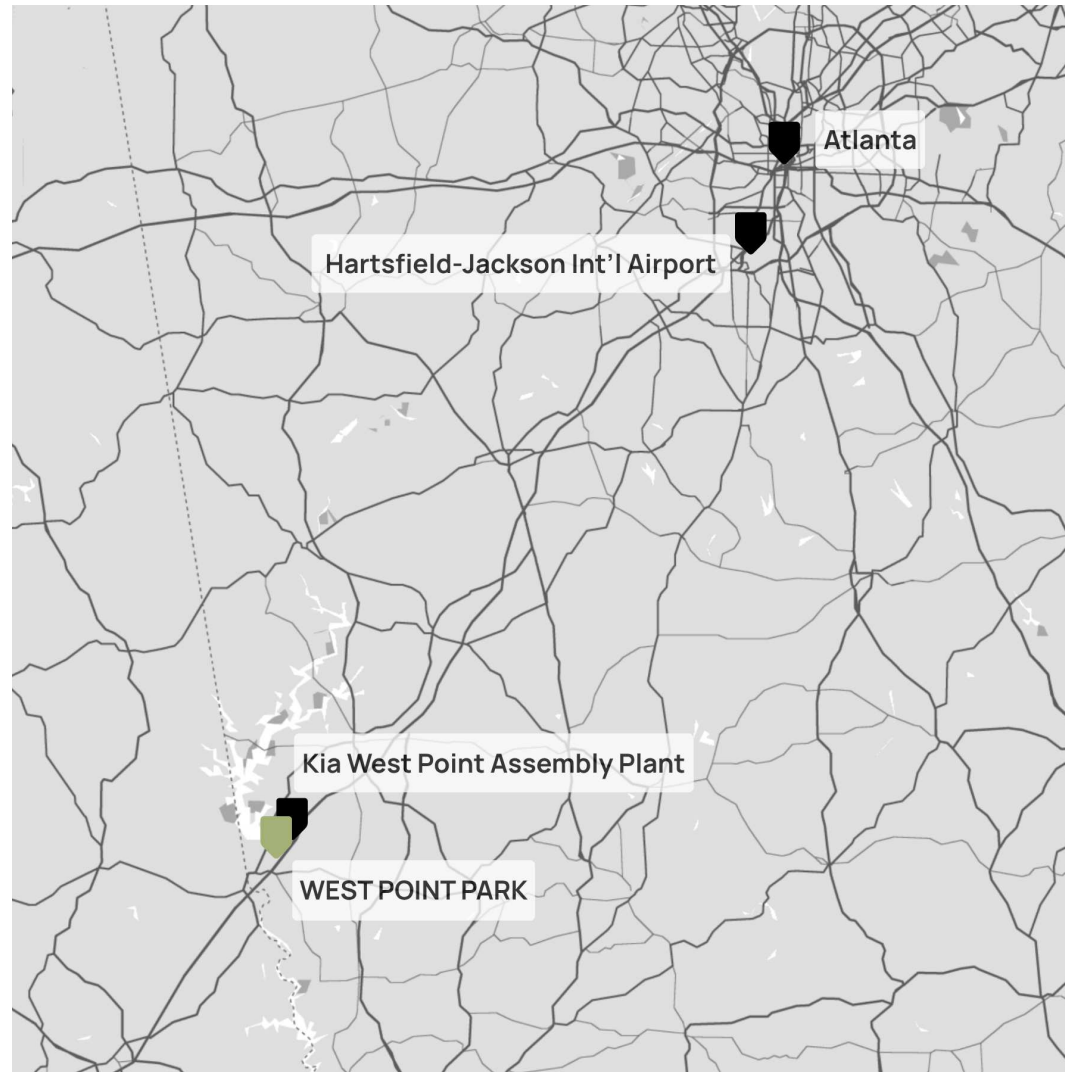 Atlanta
Hartsfield-Jackson Int’l Airport
Kia West Point Assembly Plant
WEST POINT PARK